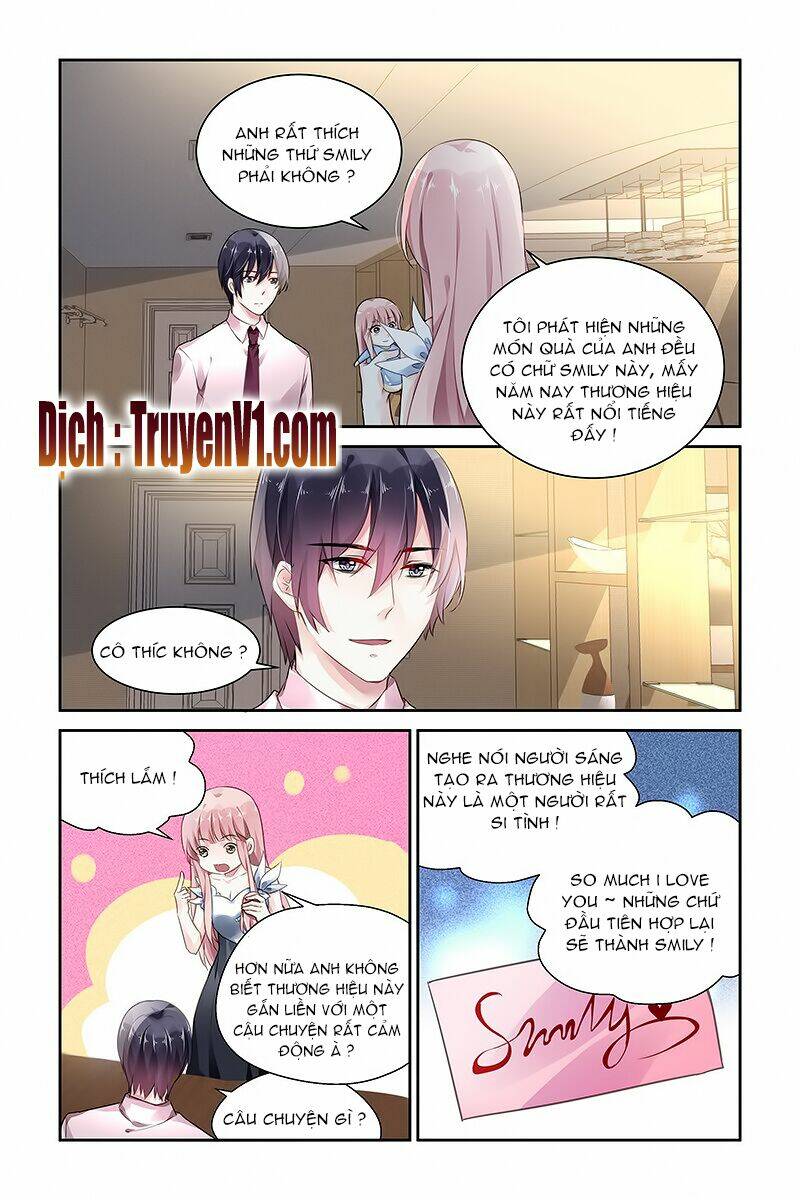 ANH RẤT THÍCH
NHỮNG THỨ SMILY
PHẢI KHÔNG ?
TÔI PHÁT HIỆN NHỮNG
MÓN QUÀ CỦA ANH ĐỀU
CÓ CHỮ SMILY NÀY, MẤY
NĂM NAY THƯƠNG HIỆU
NÀY RẤT NỔI TIẾNG
ĐẤY !
Dịch : TruyenV1.com
CÔ THÍC KHÔNG ?
THÍCH LẮM !
HƠN NỮA ANH KHÔNG
BIẾT THƯƠNG HIỆU NÀY
GẮN LIỀN VỚI MỘT
CÂU CHUYỆN RẤT CẢM
ĐỘNG À ?
CÂU CHUYỆN GÌ ?
NGHE NÓI NGƯỜI SÁNG
TẠO RA THƯƠNG HIỆU
NÀY LÀ MỘT NGƯỜI RẤT
SI TÌNH !
SO MUCH I LOVE
YOU ~ NHỮNG CHỮ
ĐẦU TIÊN HỢP LẠI
SẼ THÀNH SMILY !
Smily